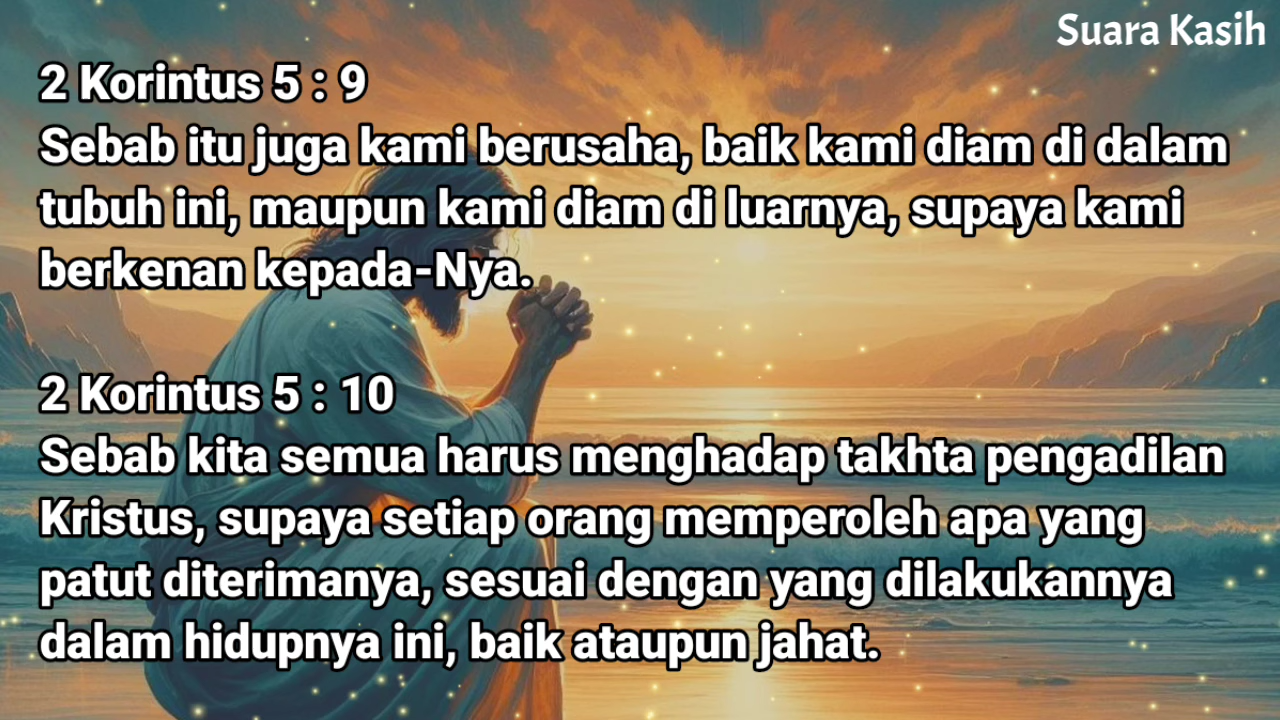 Suara Kasih
2 Korintus 5 : 9
Sebab itu juga kami berusaha, baik kami diam di dalam
tubuh ini, maupun kami diam di luarnya, supaya kami
berkenan kepada-Nya.
2 Korintus 5 : 10
Sebab kita semua harus menghadap takhta pengadilan
Kristus, supaya setiap orang memperoleh apa yang
patut diterimanya, sesuai dengan yang dilakukannya
dalam hidupnya ini, baik ataupun jahat.